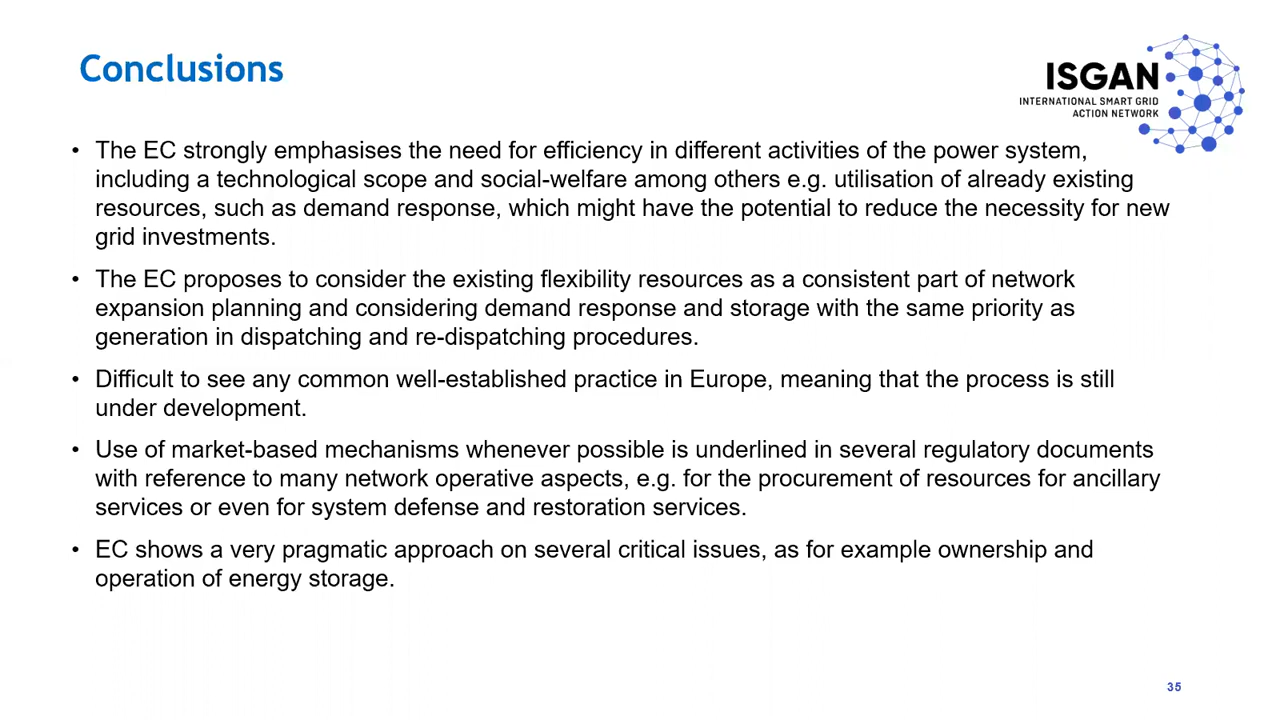 Conclusions
ISGAN
INTERNATIONAL SMART GRID
ACTION NETWORK
• The EC strongly emphasises the need for efficiency in different activities of the power system,
including a technological scope and social-welfare among others e.g. utilisation of already existing
resources, such as demand response, which might have the potential to reduce the necessity for new
grid investments.
• The EC proposes to consider the existing flexibility resources as a consistent part of network
expansion planning and considering demand response and storage with the same priority as
generation in dispatching and re-dispatching procedures.
• Difficult to see any common well-established practice in Europe, meaning that the process is still
under development.
• Use of market-based mechanisms whenever possible is underlined in several regulatory documents
with reference to many network operative aspects, e.g. for the procurement of resources for ancillary
services or even for system defense and restoration services.
• EC shows a very pragmatic approach on several critical issues, as for example ownership and
operation of energy storage.
35